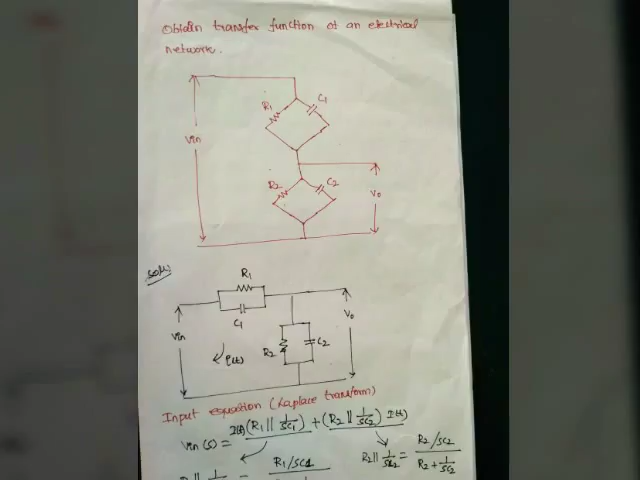 Obtain transfer function of an electrical
network.
R1 C1
Vin
R2 C2
Vo
Soln
R1
C1
Vin
i(t)
R2 C2
Vo
Input equation (Laplace transform)
Vin (s) = I(s) (R1 || 1/SC1) + (R2 || 1/SC2) I(s)
R2 || 1/SC2 = R2/SC2 / R2 + 1/SC2
R1/SC1